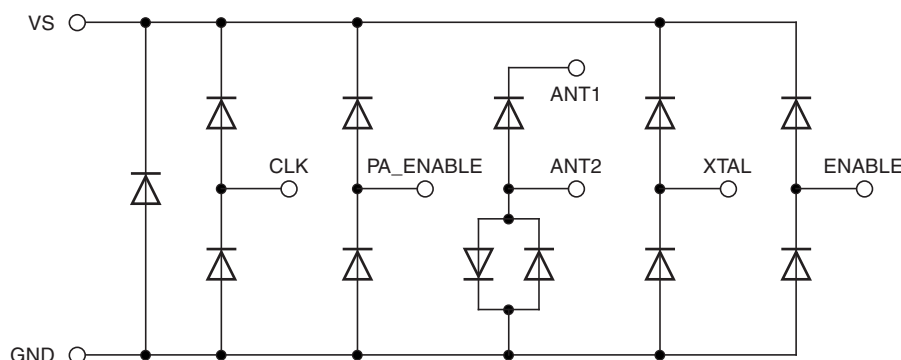 VS
ANT1
CLK
PA_ENABLE
ANT2
XTAL
ENABLE
GND